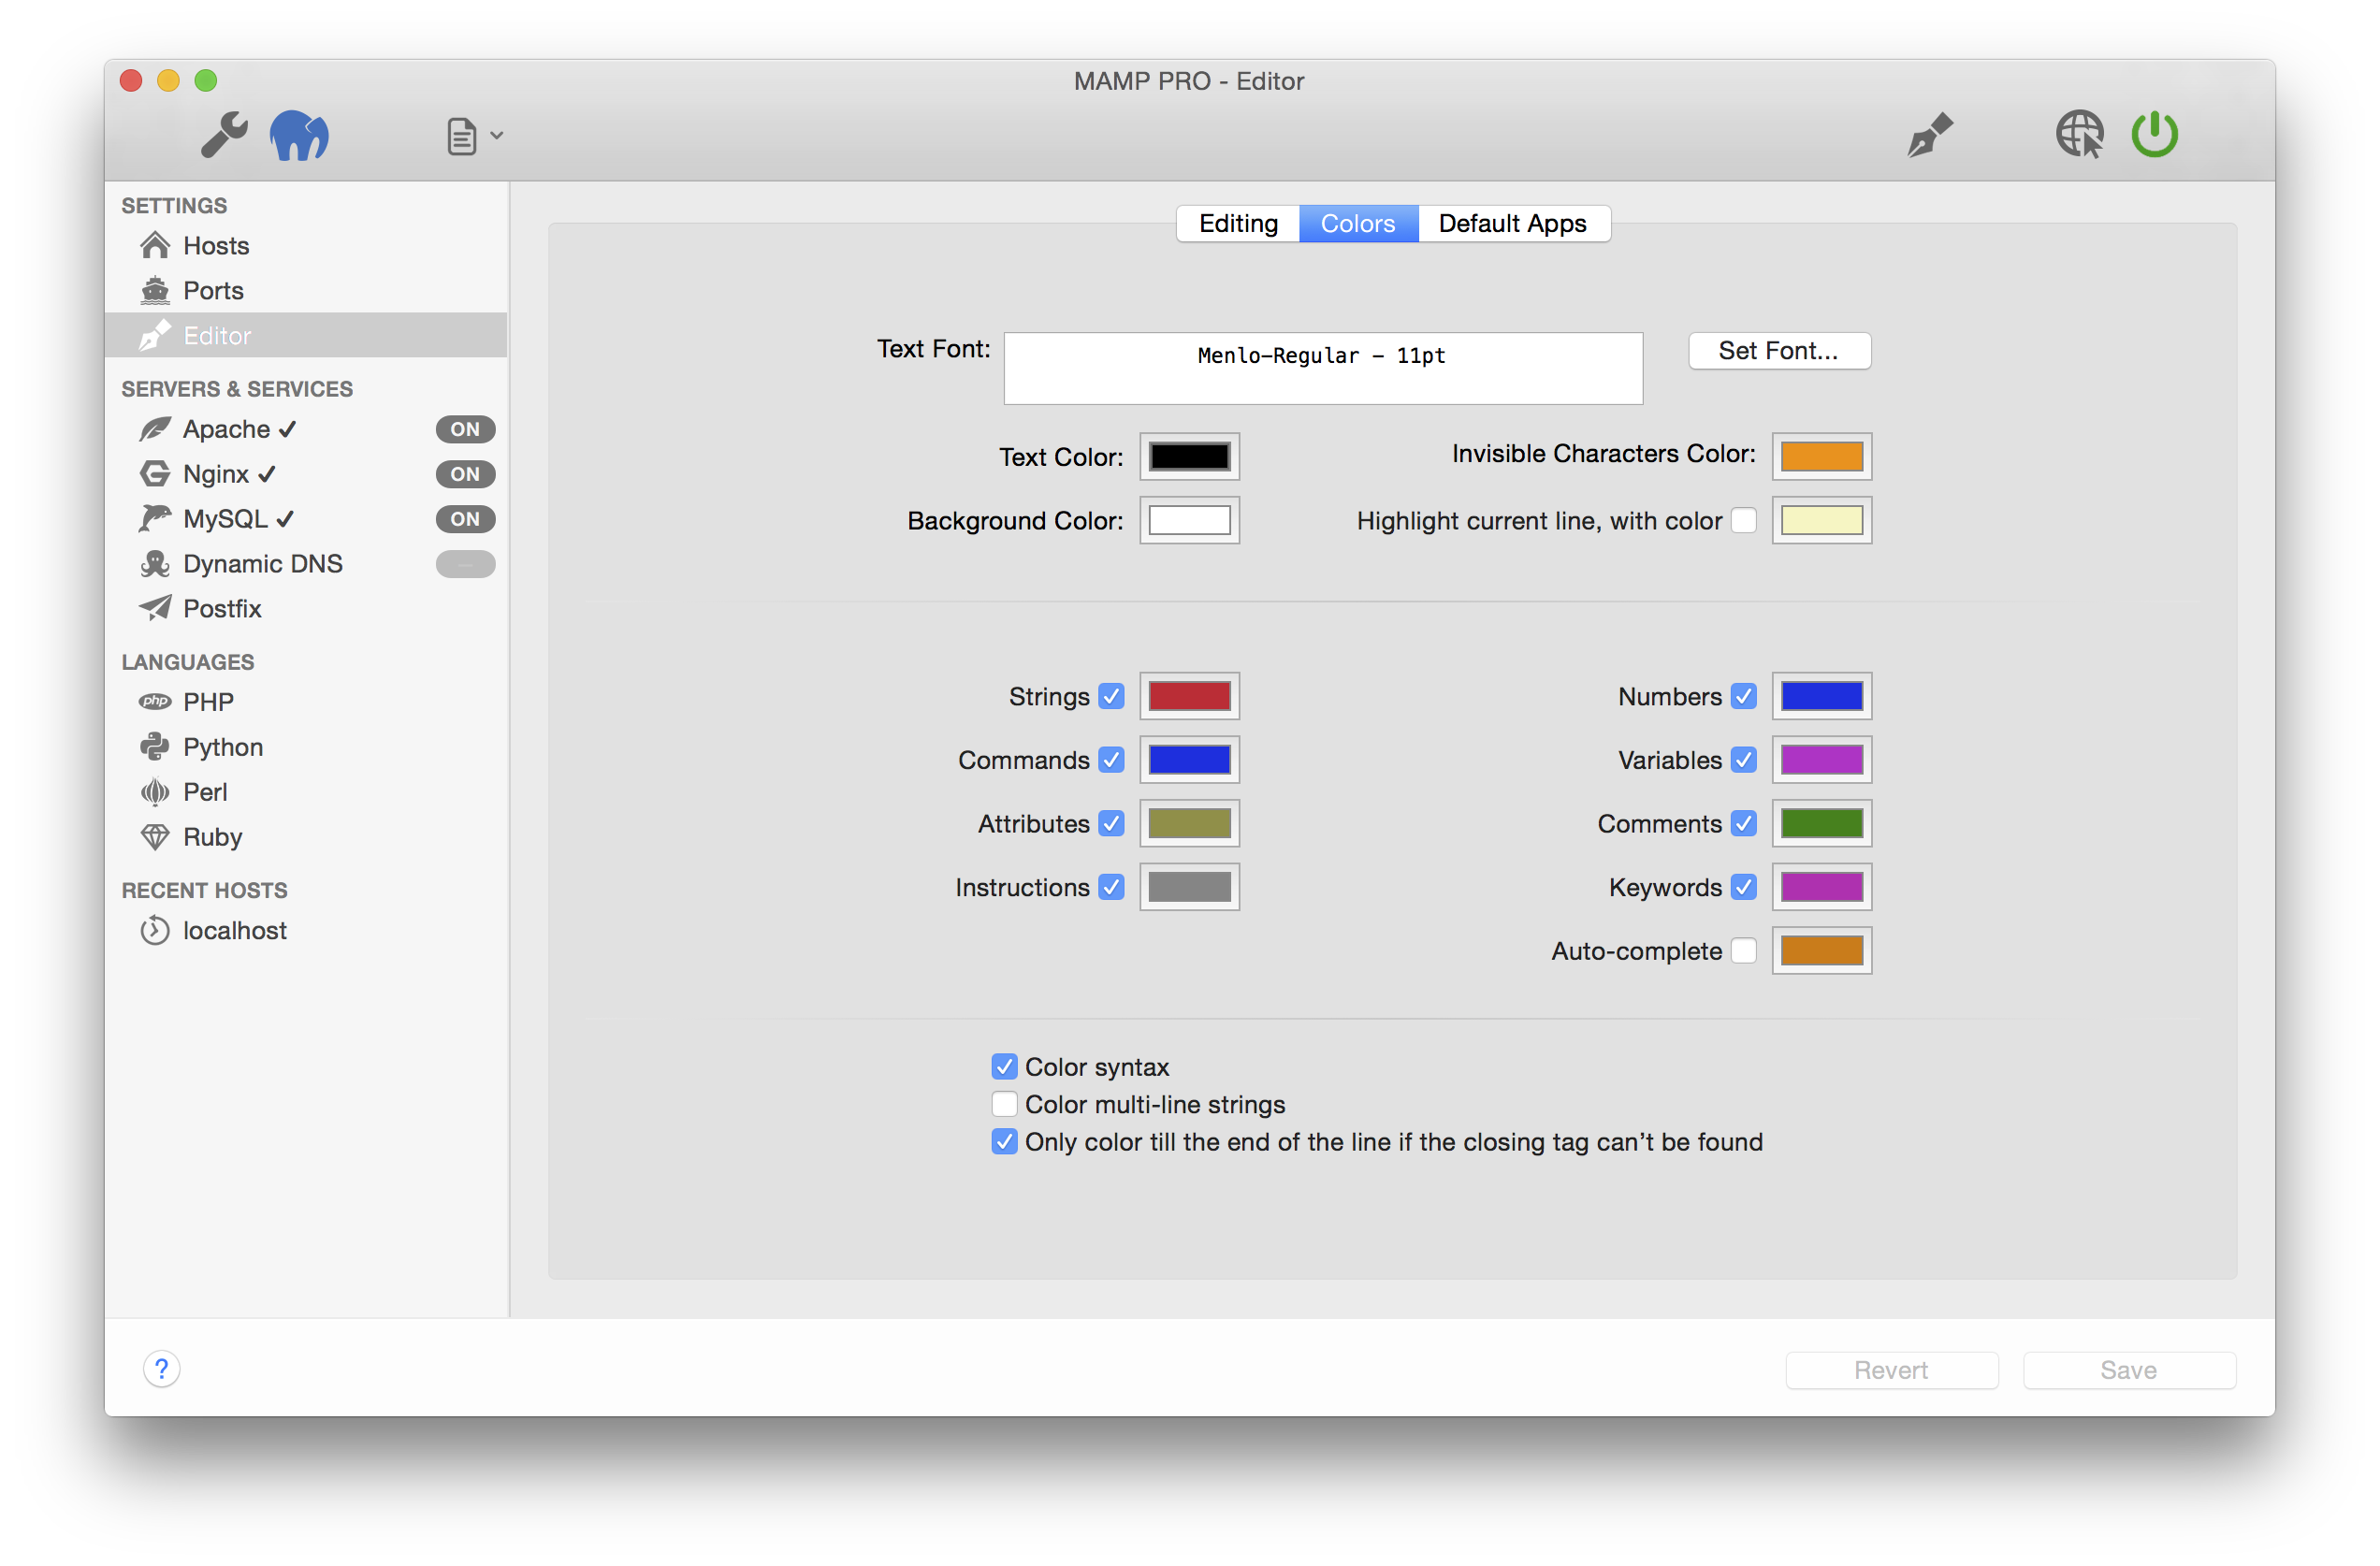 MAMP PRO - Editor
SETTINGS
Hosts
Ports
Editor
SERVERS & SERVICES
Apache ✓ ON
Nginx ✓ ON
MySQL ✓ ON
Dynamic DNS –
Postfix
LANGUAGES
php PHP
Python
Perl
Ruby
RECENT HOSTS
localhost
Editing Colors Default Apps
Text Font: Menlo-Regular - 11pt Set Font...
Text Color: Invisible Characters Color:
Background Color: Highlight current line, with color
Strings Numbers
Commands Variables
Attributes Comments
Instructions Keywords
Auto-complete
Color syntax
Color multi-line strings
Only color till the end of the line if the closing tag can’t be found
? Revert Save